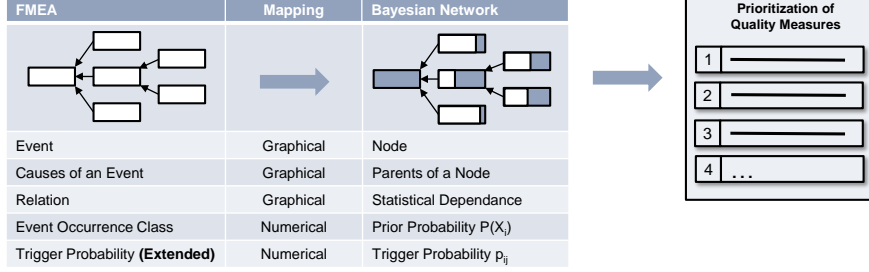 FMEA Mapping Bayesian Network
Event Graphical Node
Causes of an Event Graphical Parents of a Node
Relation Graphical Statistical Dependance
Event Occurrence Class Numerical Prior Probability P(Xi)
Trigger Probability (Extended) Numerical Trigger Probability pij
Prioritization of
Quality Measures
1
2
3
4 ...